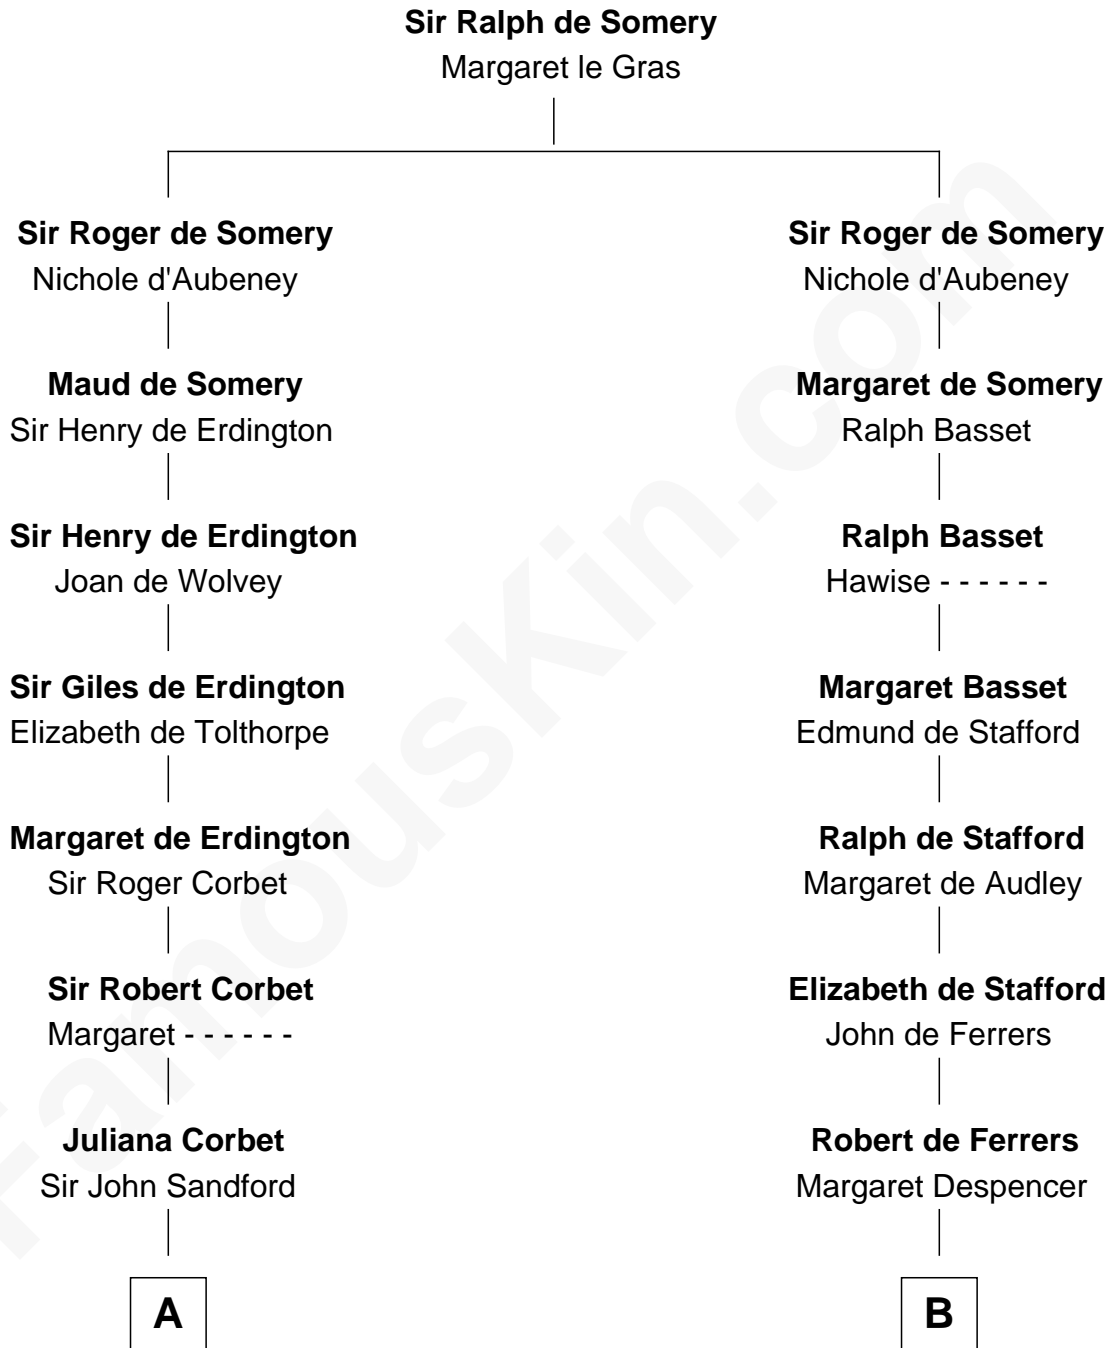 Sir Ralph de Somery
Margaret le Gras
Sir Roger de Somery
Nichole d'Aubeney
Maud de Somery
Sir Henry de Erdington
Sir Henry de Erdington
Joan de Wolvey
Sir Giles de Erdington
Elizabeth de Tolthorpe
Margaret de Erdington
Sir Roger Corbet
Sir Robert Corbet
Margaret - - - - - -
Juliana Corbet
Sir John Sandford
A
Sir Roger de Somery
Nichole d'Aubeney
Margaret de Somery
Ralph Basset
Ralph Basset
Hawise - - - - - -
Margaret Basset
Edmund de Stafford
Ralph de Stafford
Margaret de Audley
Elizabeth de Stafford
John de Ferrers
Robert de Ferrers
Margaret Despencer
B
FamousKin.com